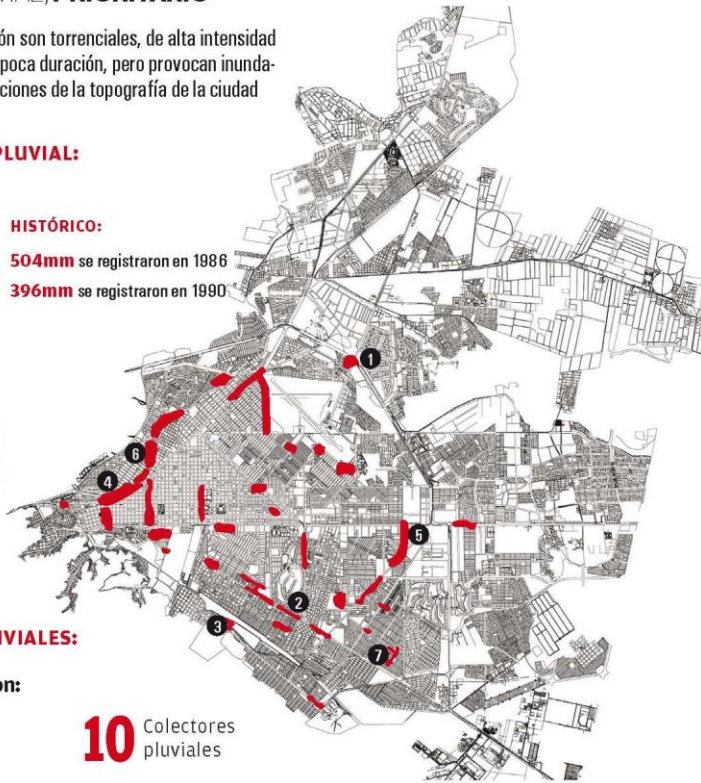 PRIORITARIO
ón son torrenciales, de alta intensidad
poca duración, pero provocan inunda-
ciones de la topografía de la ciudad
PLUVIAL:
HISTÓRICO:
504mm se registraron en 1986
396mm se registraron en 1990
1
6
4
5
2
3
7
VIALES:
on:
10 Colectores
pluviales